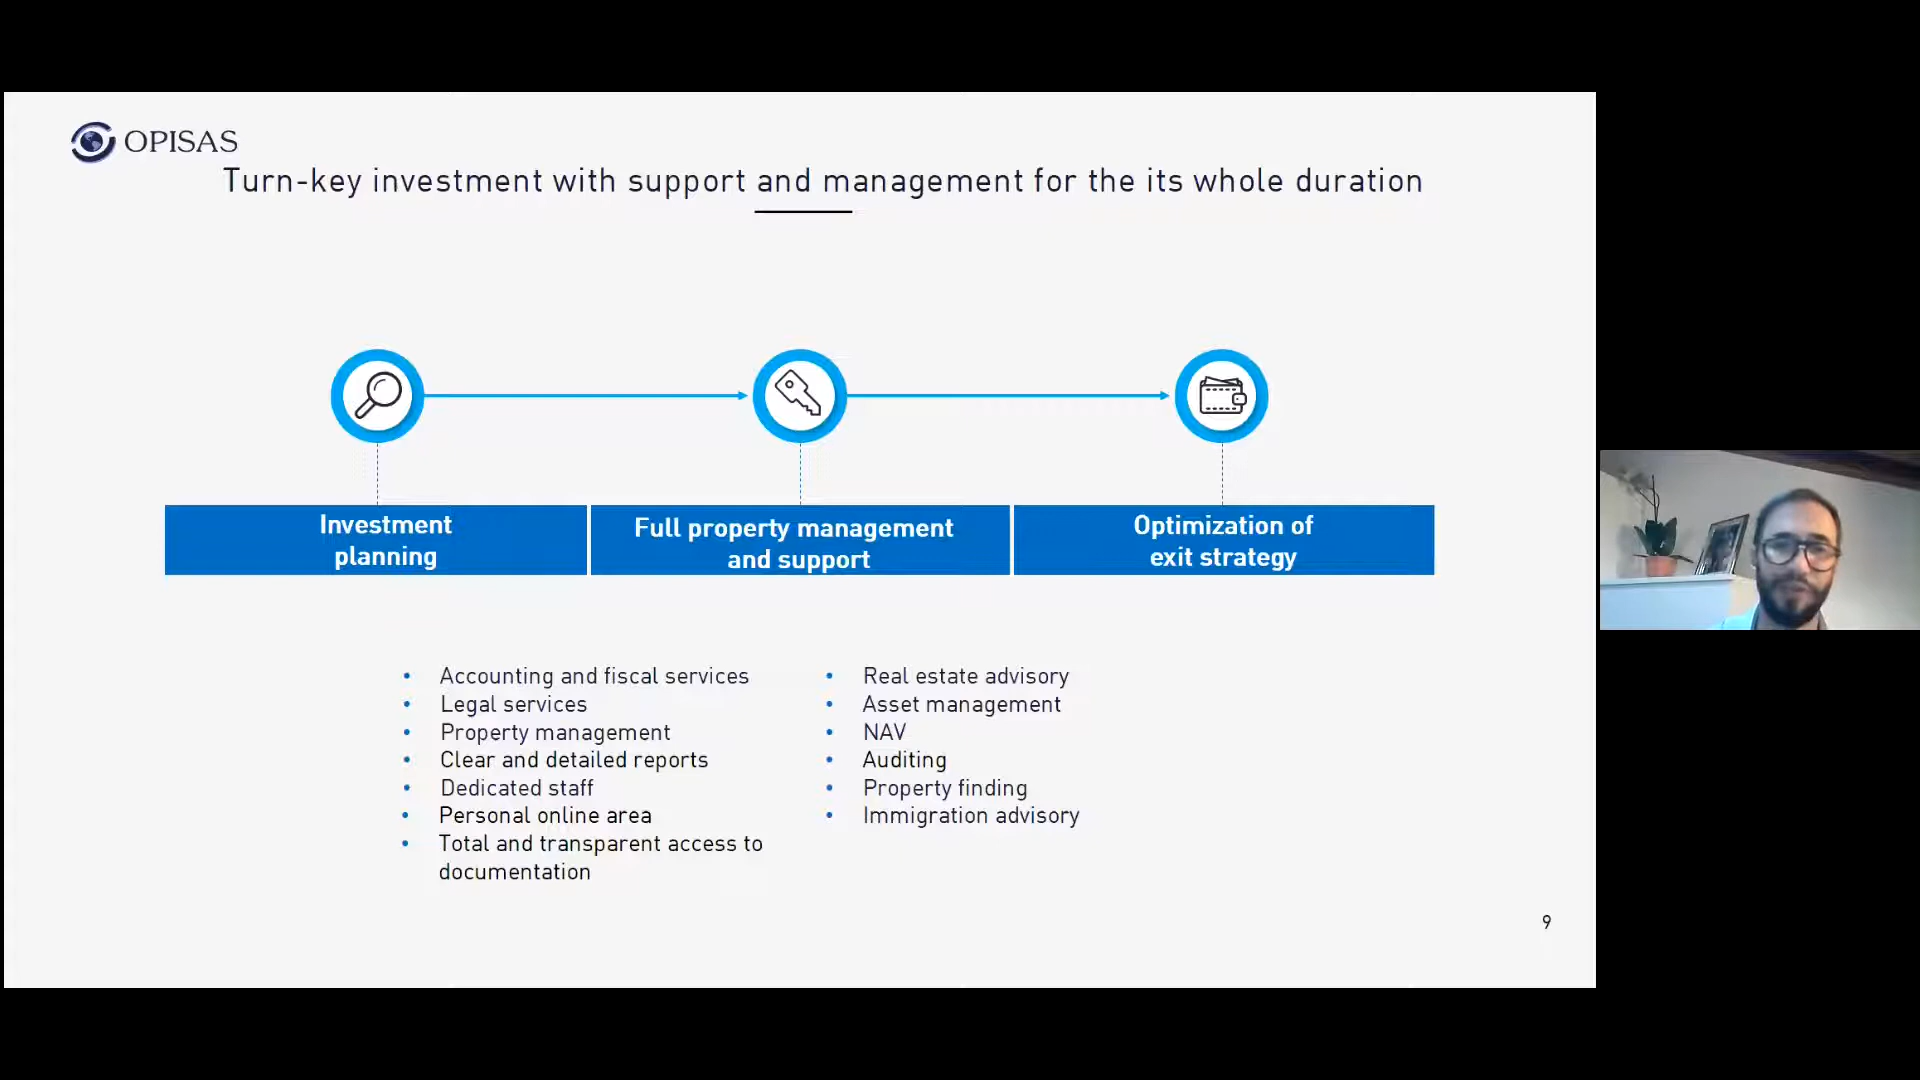 OPISAS
Turn-key investment with support and management for the its whole duration
Investment
planning
Full property management
and support
Optimization of
exit strategy
• Accounting and fiscal services
• Legal services
• Property management
• Clear and detailed reports
• Dedicated staff
• Personal online area
• Total and transparent access to
documentation
• Real estate advisory
• Asset management
• NAV
• Auditing
• Property finding
• Immigration advisory
9